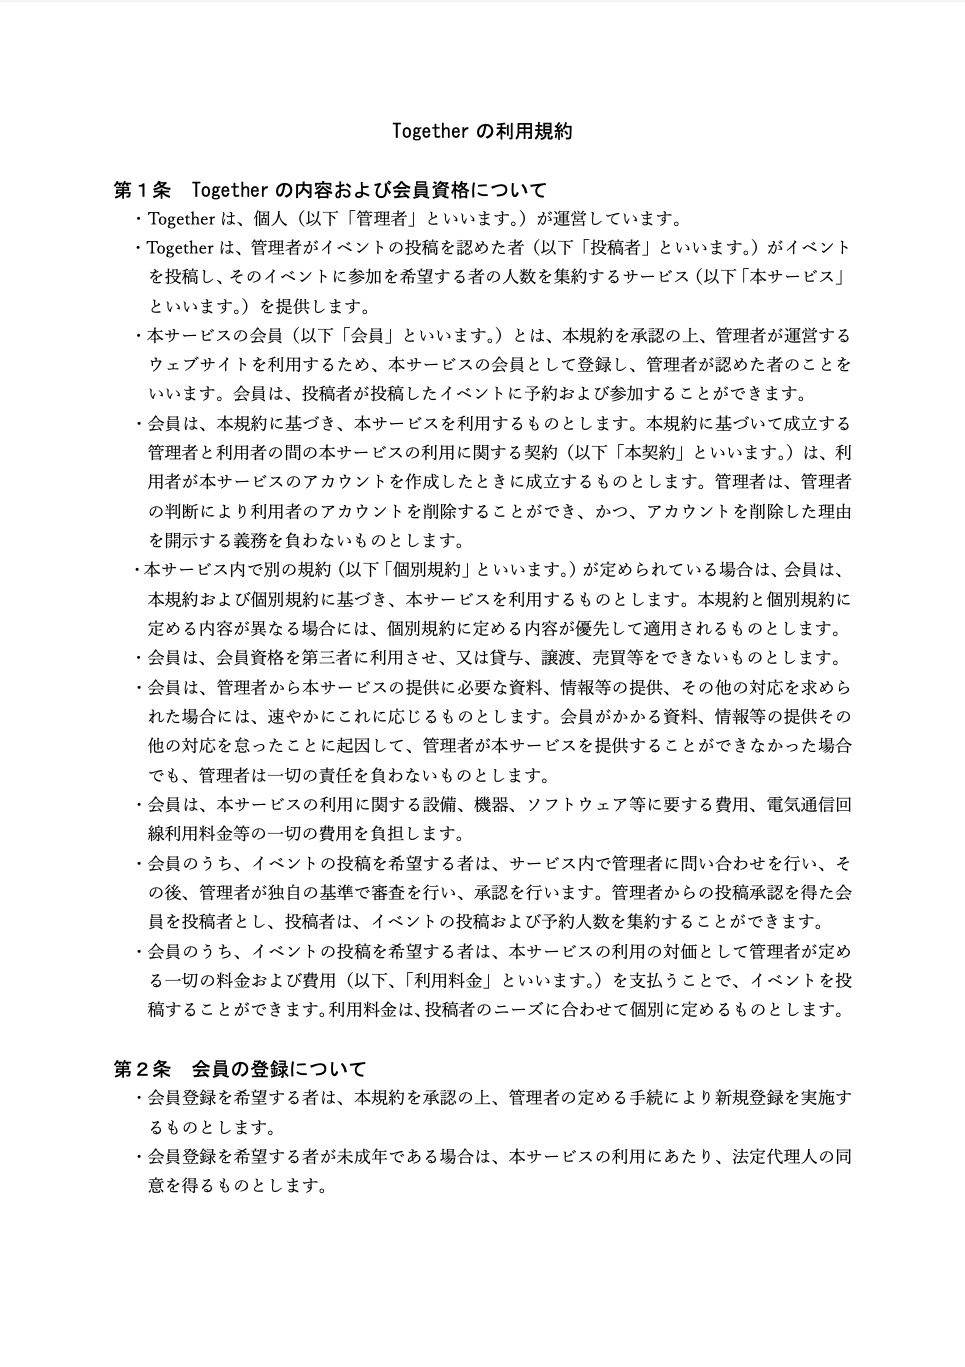 Together の利用規約
第１条　Together の内容および会員資格について
・Together は、個人（以下「管理者」といいます。）が運営しています。
・Together は、管理者がイベントの投稿を認めた者（以下「投稿者」といいます。）がイベント
を投稿し、そのイベントに参加を希望する者の人数を集約するサービス（以下「本サービス」
といいます。）を提供します。
・本サービスの会員（以下「会員」といいます。）とは、本規約を承認の上、管理者が運営する
ウェブサイトを利用するため、本サービスの会員として登録し、管理者が認めた者のことを
いいます。会員は、投稿者が投稿したイベントに予約および参加することができます。
・会員は、本規約に基づき、本サービスを利用するものとします。本規約に基づいて成立する
管理者と利用者の間の本サービスの利用に関する契約（以下「本契約」といいます。）は、利
用者が本サービスのアカウントを作成したときに成立するものとします。管理者は、管理者
の判断により利用者のアカウントを削除することができ、かつ、アカウントを削除した理由
を開示する義務を負わないものとします。
・本サービス内で別の規約（以下「個別規約」といいます。）が定められている場合は、会員は、
本規約および個別規約に基づき、本サービスを利用するものとします。本規約と個別規約に
定める内容が異なる場合には、個別規約に定める内容が優先して適用されるものとします。
・会員は、会員資格を第三者に利用させ、又は貸与、譲渡、売買等をできないものとします。
・会員は、管理者から本サービスの提供に必要な資料、情報等の提供、その他の対応を求めら
れた場合には、速やかにこれに応じるものとします。会員がかかる資料、情報等の提供その
他の対応を怠ったことに起因して、管理者が本サービスを提供することができなかった場合
でも、管理者は一切の責任を負わないものとします。
・会員は、本サービスの利用に関する設備、機器、ソフトウェア等に要する費用、電気通信回
線利用料金等の一切の費用を負担します。
・会員のうち、イベントの投稿を希望する者は、サービス内で管理者に問い合わせを行い、そ
の後、管理者が独自の基準で審査を行い、承認を行います。管理者からの投稿承認を得た会
員を投稿者とし、投稿者は、イベントの投稿および予約人数を集約することができます。
・会員のうち、イベントの投稿を希望する者は、本サービスの利用の対価として管理者が定め
る一切の料金および費用（以下、「利用料金」といいます。）を支払うことで、イベントを投
稿することができます。利用料金は、投稿者のニーズに合わせて個別に定めるものとします。
第２条　会員の登録について
・会員登録を希望する者は、本規約を承認の上、管理者の定める手続により新規登録を実施す
るものとします。
・会員登録を希望する者が未成年である場合は、本サービスの利用にあたり、法定代理人の同
意を得るものとします。